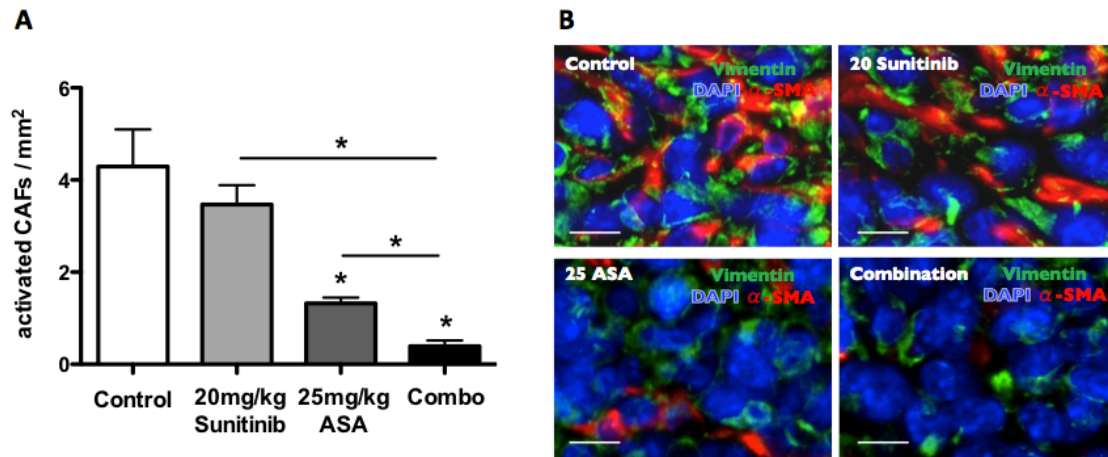 A
activated CAFs / mm²
6
4
2
0
*
*
*
*
Control
20mg/kg
Sunitinib
25mg/kg
ASA
Combo
B
Control
Vimentin
DAPI α-SMA
20 Sunitinib
Vimentin
DAPI α-SMA
25 ASA
Vimentin
DAPI α-SMA
Combination
Vimentin
DAPI α-SMA